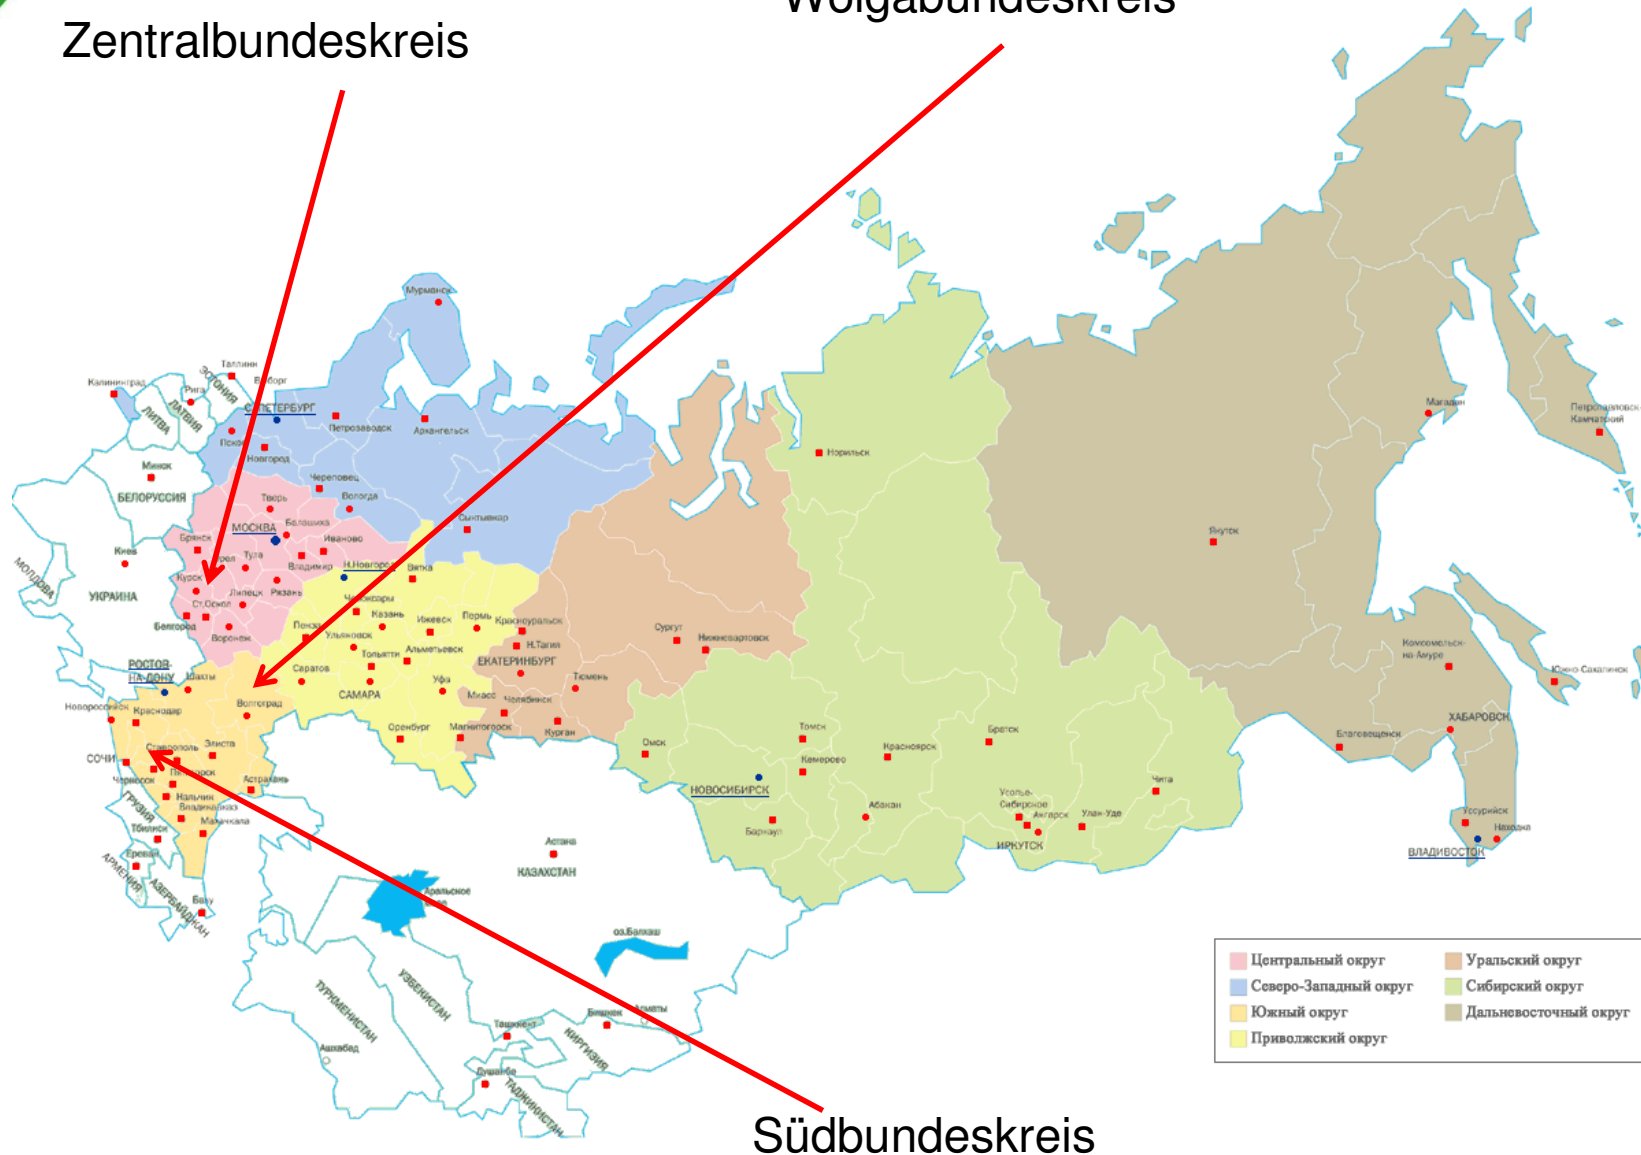 Wolgabundeskreis
Zentralbundeskreis
Мурманск
Таллинн
Калининград
Рига
ЭСТОНИЯ
ЛАТВИЯ
ЛИТВА
Петрозаводск
Архангельск
Новгород
Минск
БЕЛОРУССИЯ
Череповец
Вологда
Сыктывкар
Тверь
МОСКВА
Балашиха
Брянск
Иваново
Тула
Владимир
Н.Новгород
Вятка
Киев
МОЛДОВА
УКРАИНА
Курск
Липецк
Рязань
Ст.Оскол
Белгород
Воронеж
Казань
Ижевск
Пермь
Красноуральск
Пенза
Ульяновск
Н.Тагил
Тольятти
Альметьевск
ЕКАТЕРИНБУРГ
Саратов
САМАРА
Уфа
Миасс
Челябинск
Тюмень
Оренбург
Магнитогорск
Курган
Сургут
Нижневартовск
Норильск
Якутск
Магадан
Петропавловск-
Камчатский
Комсомольск-
на-Амуре
Южно-Сахалинск
ХАБАРОВСК
Благовещенск
Уссурийск
Находка
ВЛАДИВОСТОК
РОСТОВ-
НА-ДОНУ
Шахты
Новороссийск
Краснодар
Волгоград
Ставрополь
Элиста
СОЧИ
Астрахань
Нальчик
Владикавказ
Махачкала
ГРУЗИЯ
Тбилиси
Ереван
АРМЕНИЯ
АЗЕРБАЙДЖАН
Баку
Омск
Томск
Кемерово
Красноярск
Братск
НОВОСИБИРСК
Барнаул
Абакан
Усолье-
Сибирское
Ангарск
Улан-Удэ
ИРКУТСК
Чита
Астана
КАЗАХСТАН
Аральское
оз.Балхаш
ТУРКМЕНИСТАН
УЗБЕКИСТАН
Ашхабад
Ташкент
Бишкек
Алматы
КИРГИЗИЯ
Душанбе
ТАДЖИКИСТАН
Центральный округ
Северо-Западный округ
Южный округ
Приволжский округ
Уральский округ
Сибирский округ
Дальневосточный округ
Südbundeskreis